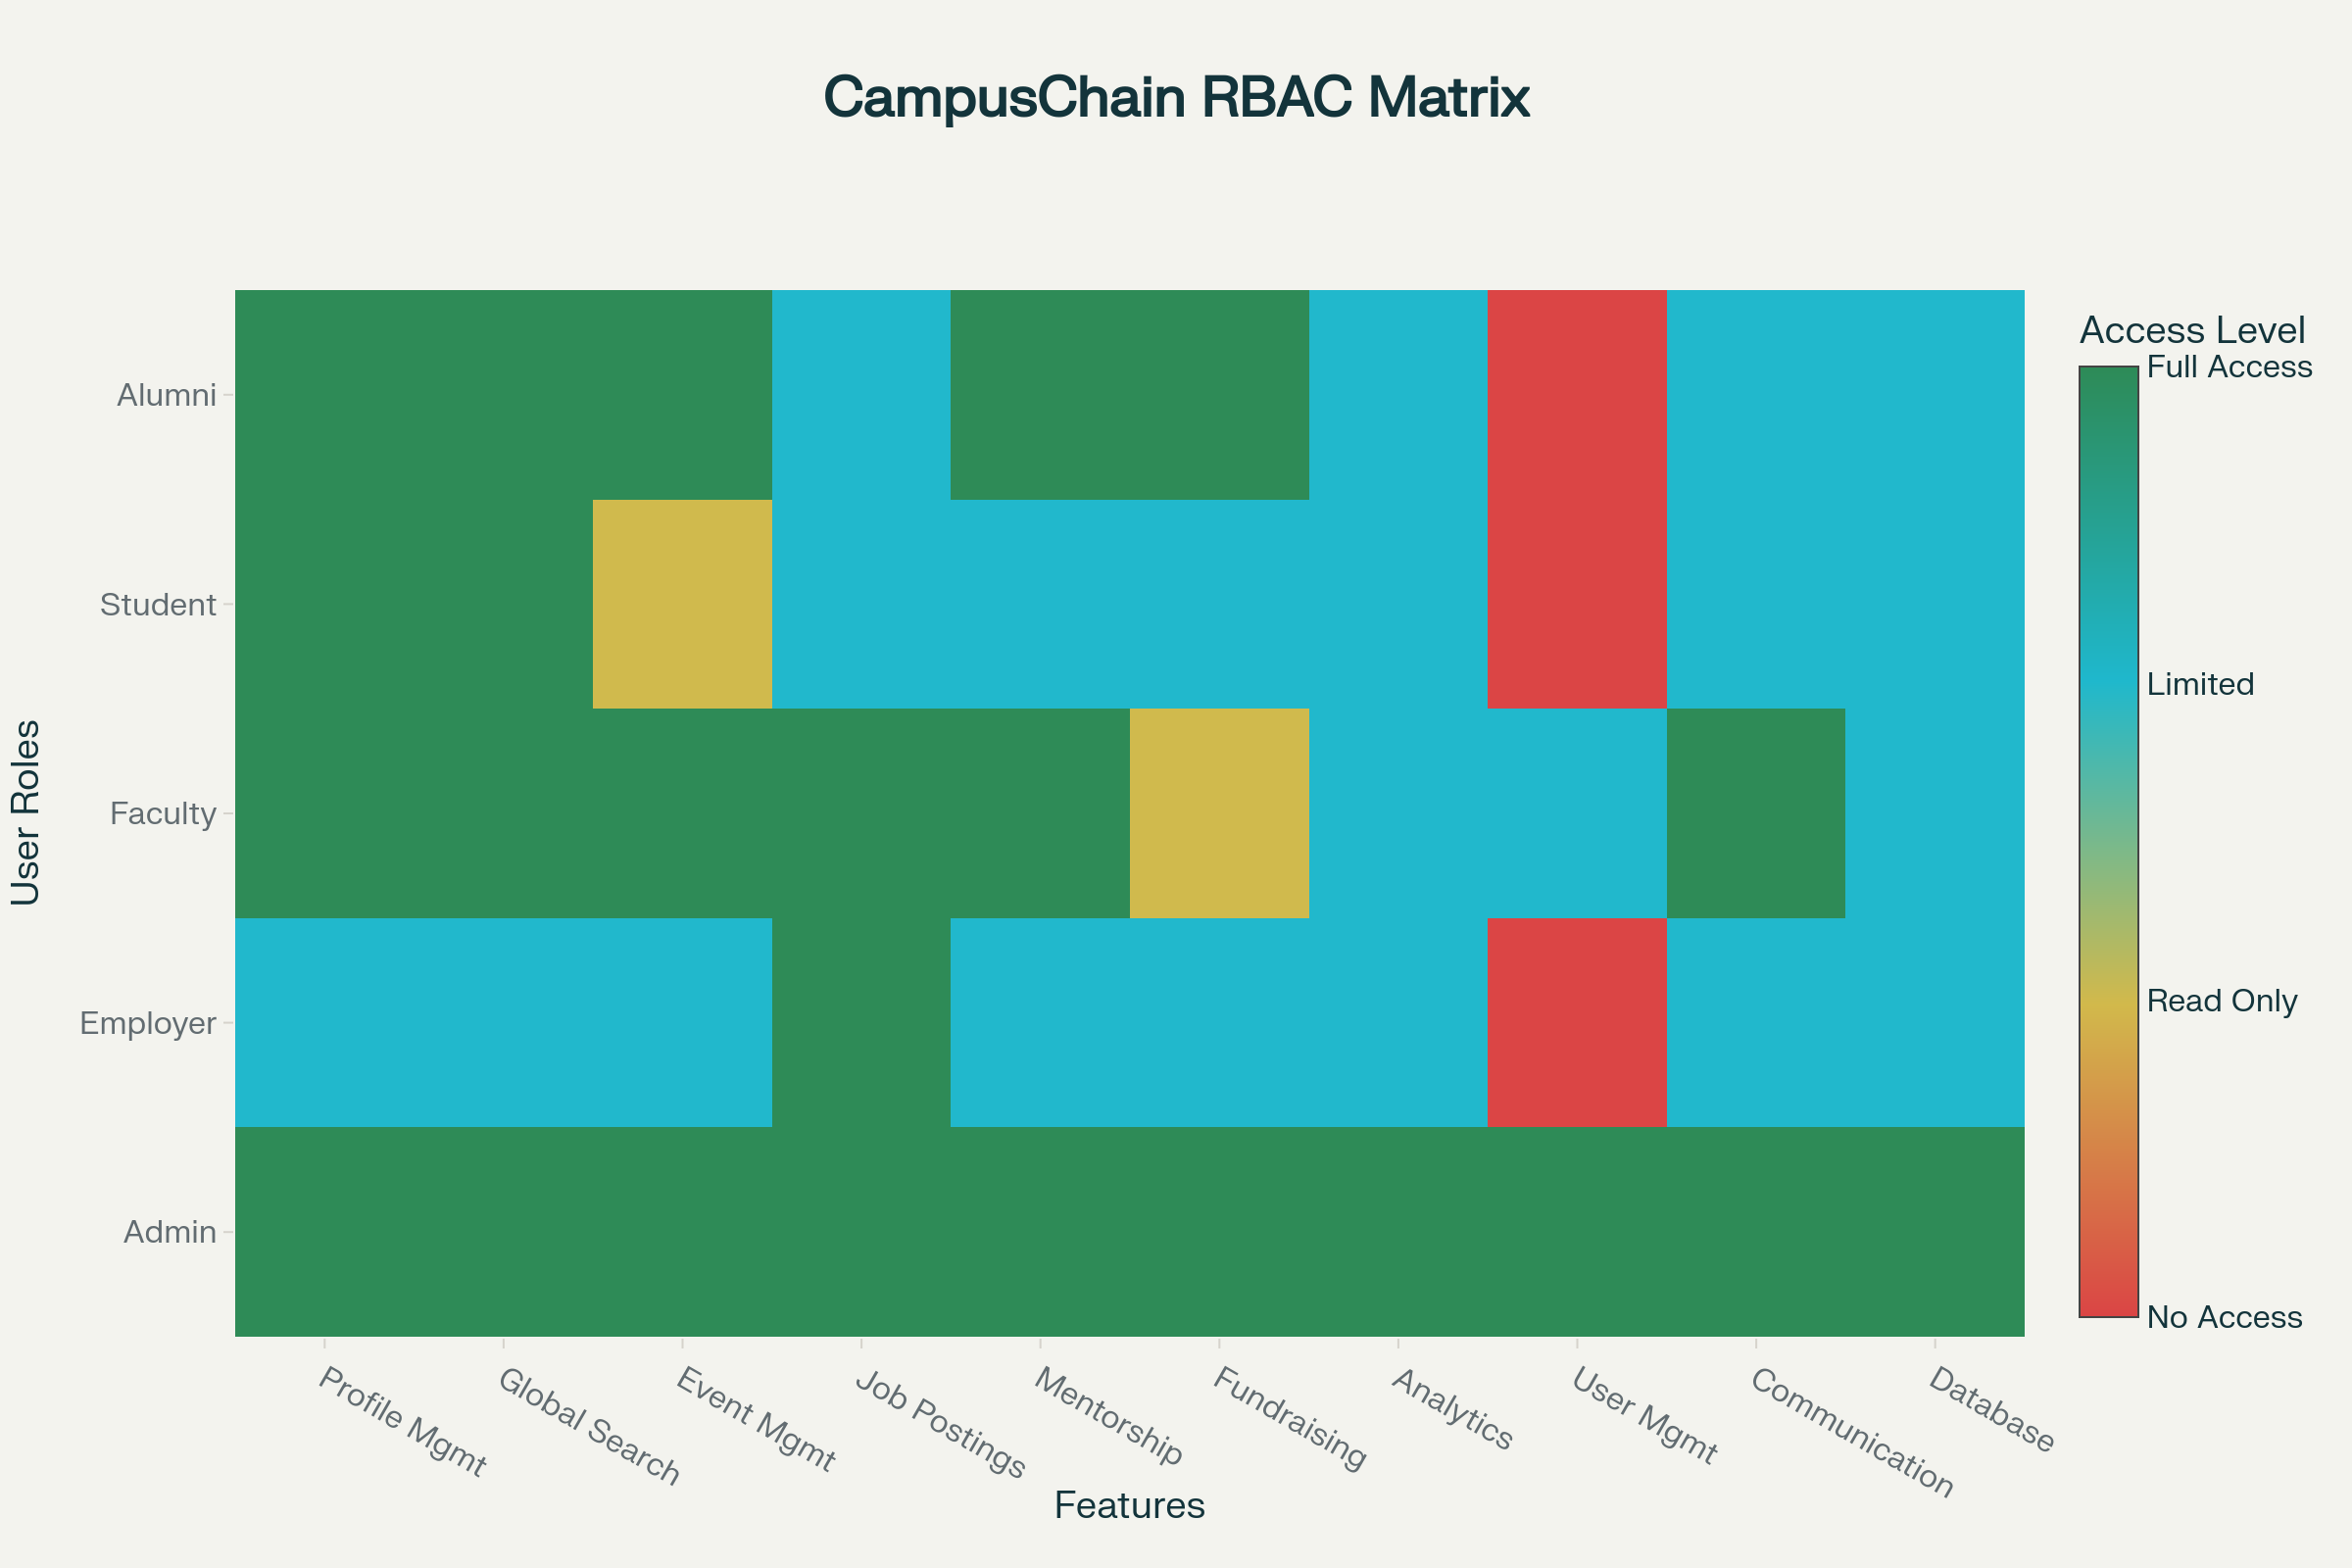 CampusChain RBAC Matrix
Access Level
Full Access
Limited
Read Only
No Access
User Roles
Alumni
Student
Faculty
Employer
Admin
Profile Mgmt
Global Search
Event Mgmt
Job Postings
Mentorship
Fundraising
Analytics
User Mgmt
Communication
Database
Features